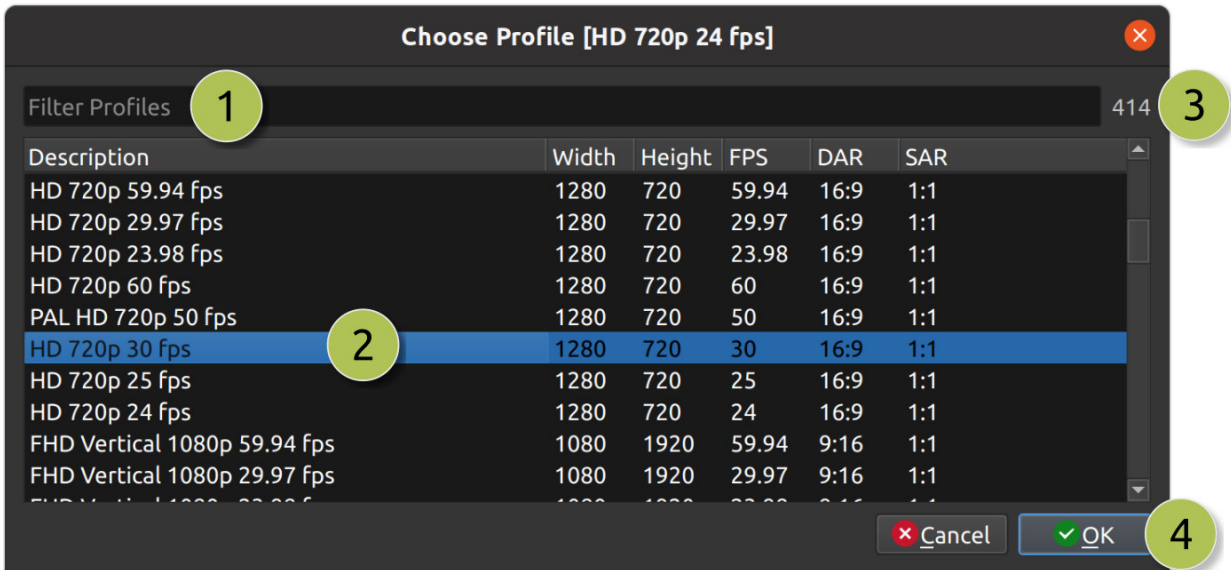 Choose Profile [HD 720p 24 fps]
Filter Profiles 1 414 3
Description Width Height FPS DAR SAR
HD 720p 59.94 fps 1280 720 59.94 16:9 1:1
HD 720p 29.97 fps 1280 720 29.97 16:9 1:1
HD 720p 23.98 fps 1280 720 23.98 16:9 1:1
HD 720p 60 fps 1280 720 60 16:9 1:1
PAL HD 720p 50 fps 1280 720 50 16:9 1:1
HD 720p 30 fps 2 1280 720 30 16:9 1:1
HD 720p 25 fps 1280 720 25 16:9 1:1
HD 720p 24 fps 1280 720 24 16:9 1:1
FHD Vertical 1080p 59.94 fps 1080 1920 59.94 9:16 1:1
FHD Vertical 1080p 29.97 fps 1080 1920 29.97 9:16 1:1
Cancel OK 4